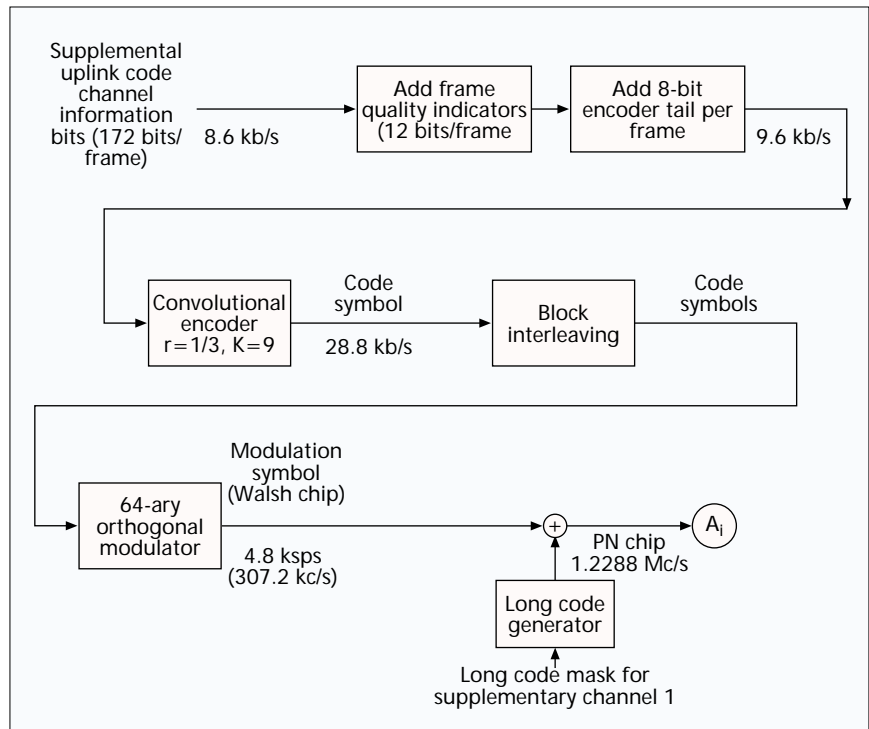 Supplemental
uplink code
channel
information
bits (172 bits/
frame)
8.6 kb/s
Add frame
quality indicators
(12 bits/frame
Add 8-bit
encoder tail per
frame
9.6 kb/s
Convolutional
encoder
r=1/3, K=9
Code
symbol
28.8 kb/s
Block
interleaving
Code
symbols
64-ary
orthogonal
modulator
Modulation
symbol
(Walsh chip)
4.8 ksps
(307.2 kc/s)
+
PN chip
1.2288 Mc/s
Ai
Long code
generator
Long code mask for
supplementary channel 1